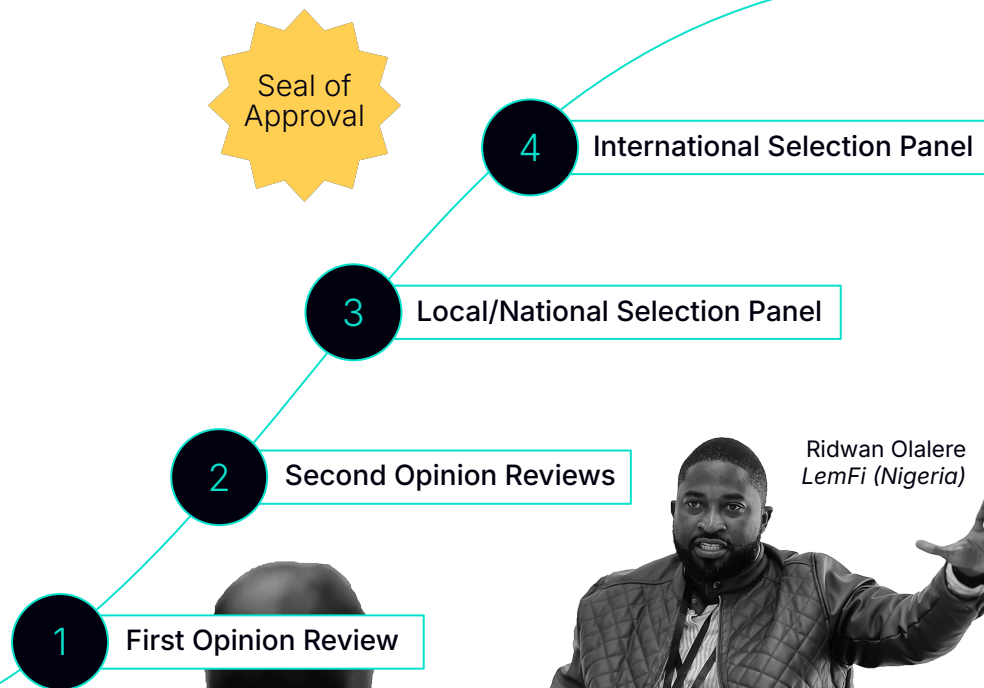 Seal of
Approval
4
International Selection Panel
3
Local/National Selection Panel
Ridwan Olalere
LemFi (Nigeria)
2
Second Opinion Reviews
1
First Opinion Review